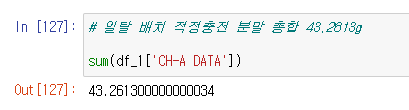 In [127]: # 일탈 배치 적정충전 분말 총합 43,2613g
sum(df_1['CH-A DATA'])
Out[127]: 43.261300000000034